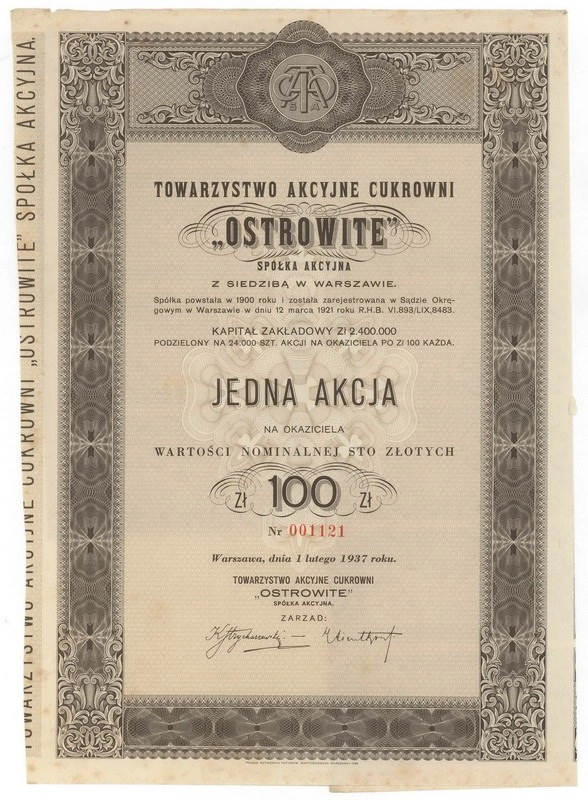 TOWARZYSTWO AKCYJNE CUKROWNI
„OSTROWITE”
SPÓŁKA AKCYJNA
Z SIEDZIBĄ W WARSZAWIE.
Spółka powstała w 1900 roku i została zarejestrowana w Sądzie Okrę-
gowym w Warszawie w dniu 12 marca 1921 roku R.H.B. VI.893/LIX,8483.
KAPITAŁ ZAKŁADOWY Zł 2.400.000
PODZIELONY NA 24.000 SZT. AKCJI NA OKAZICIELA PO Zł 100 KAŻDA.
JEDNA AKCJA
NA OKAZICIELA
WARTOŚCI NOMINALNEJ STO ZŁOTYCH
Zł 100 Zł
Nr 001121
Warszawa, dnia 1 lutego 1937 roku.
TOWARZYSTWO AKCYJNE CUKROWNI
„OSTROWITE”
SPÓŁKA AKCYJNA.
ZARZĄD:
TOWARZYSTWO AKCYJNE CUKROWNI „OSTROWITE” SPÓŁKA AKCYJNA.